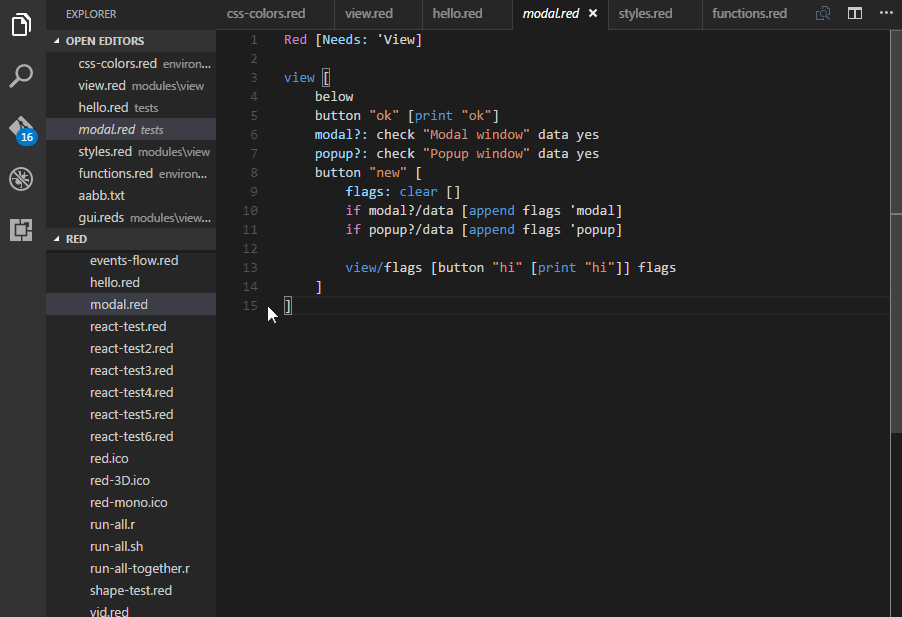 EXPLORER
OPEN EDITORS
css-colors.red environ...
view.red modules\view
hello.red tests
modal.red tests
styles.red modules\view
functions.red environ...
aabb.txt
gui.reds modules\view...
RED
events-flow.red
hello.red
modal.red
react-test.red
react-test2.red
react-test3.red
react-test4.red
react-test5.red
react-test6.red
red.ico
red-3D.ico
red-mono.ico
run-all.r
run-all.sh
run-all-together.r
shape-test.red
vid.red
16
css-colors.red view.red hello.red modal.red × styles.red functions.red
1 Red [Needs: 'View]
2
3 view [
4     below
5     button "ok" [print "ok"]
6     modal?: check "Modal window" data yes
7     popup?: check "Popup window" data yes
8     button "new" [
9         flags: clear []
10         if modal?/data [append flags 'modal]
11         if popup?/data [append flags 'popup]
12
13         view/flags [button "hi" [print "hi"]] flags
14     ]
15 ]